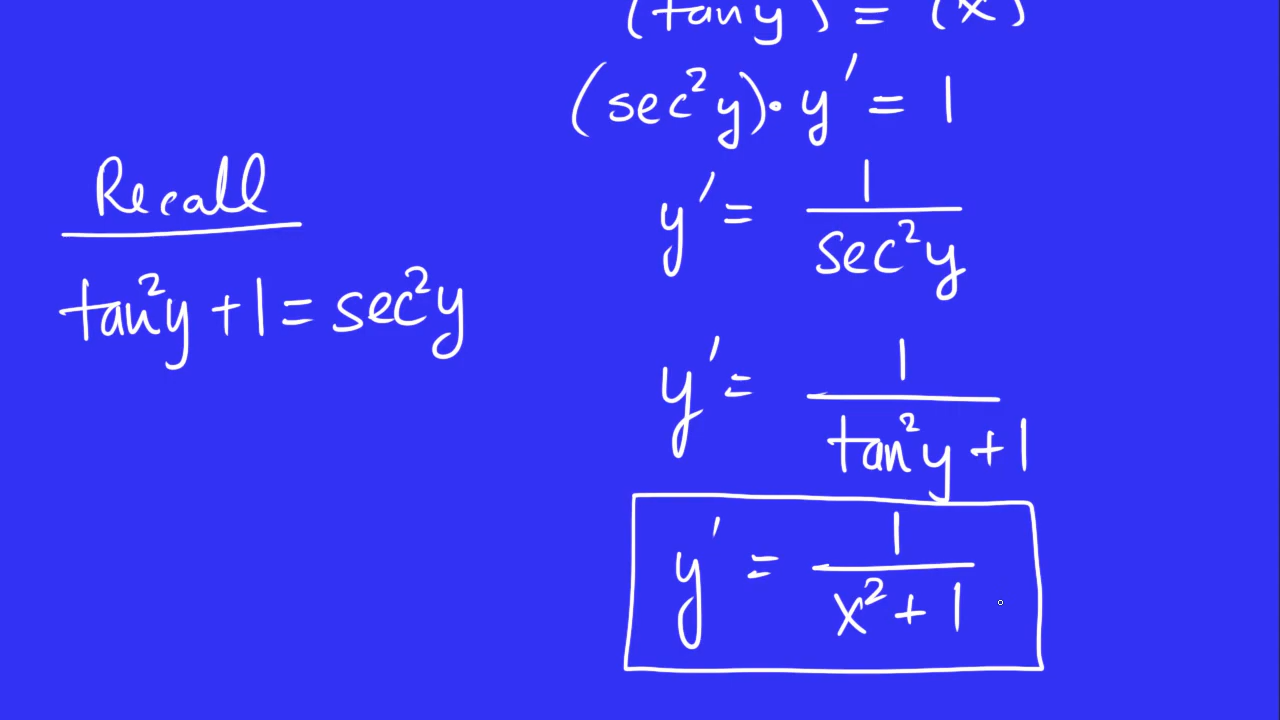 (tan y) = (x)
(sec²y)·y' = 1
y' = 1/sec²y
Recall
tan²y + 1 = sec²y
y' = 1/(tan²y + 1)
y' = 1/(x² + 1)